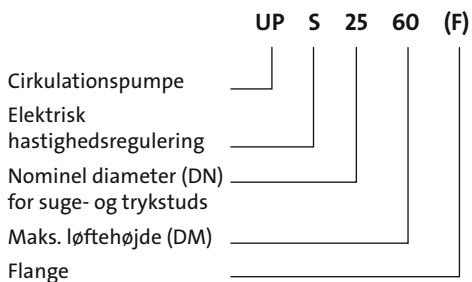 UP S 25 60 (F)
Cirkulationspumpe
Elektrisk
hastighedsregulering
Nominel diameter (DN)
for suge- og trykstuds
Maks. løftehøjde (DM)
Flange